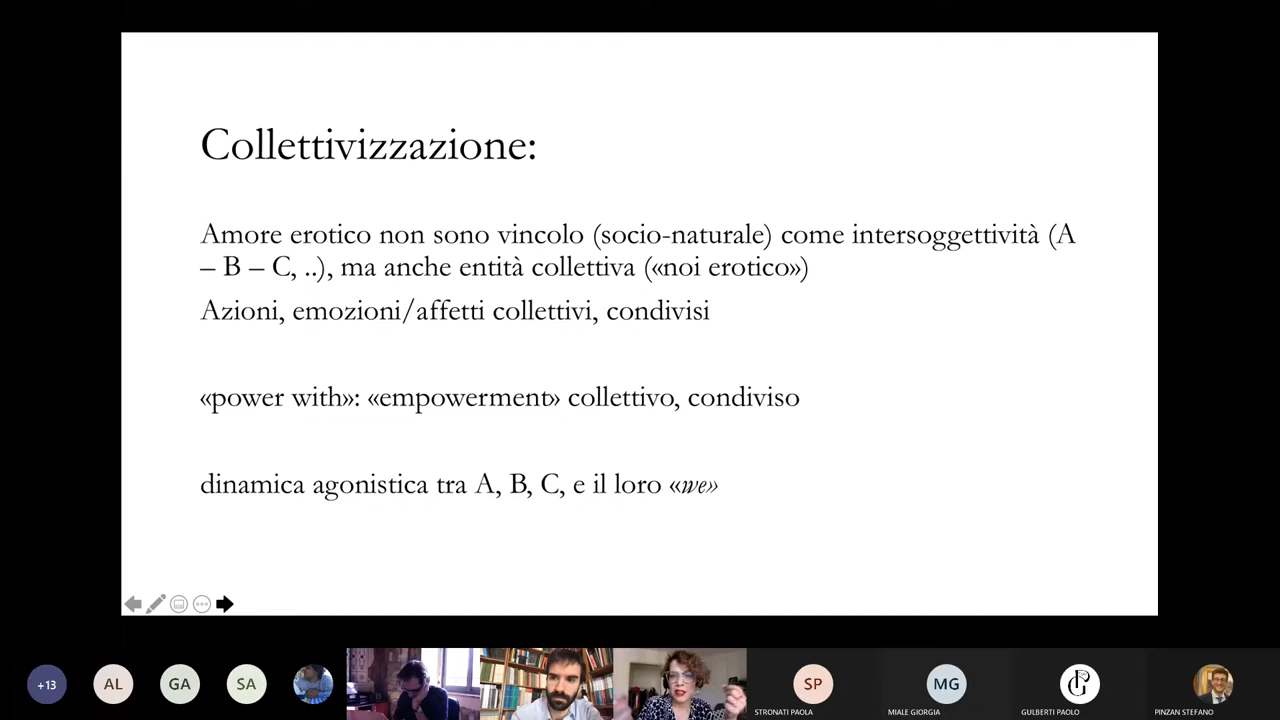 Collettivizzazione:
Amore erotico non sono vincolo (socio-naturale) come intersoggettività (A
– B – C, ..), ma anche entità collettiva («noi erotico»)
Azioni, emozioni/affetti collettivi, condivisi
«power with»: «empowerment» collettivo, condiviso
dinamica agonistica tra A, B, C, e il loro «we»
+13
AL
GA
SA
SP
STRONATI PAOLA
MG
MIALE GIORGIA
GULBERTI PAOLO
PINZAN STEFANO